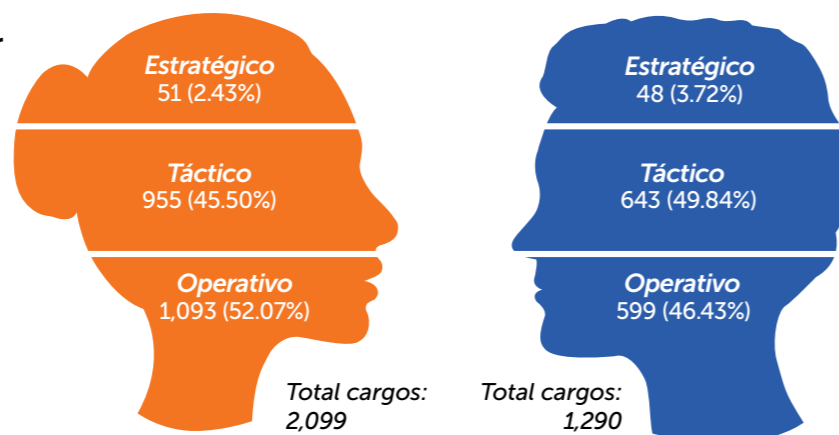 Estratégico
51 (2.43%)
Táctico
955 (45.50%)
Operativo
1,093 (52.07%)
Total cargos:
2,099
Estratégico
48 (3.72%)
Táctico
643 (49.84%)
Operativo
599 (46.43%)
Total cargos:
1,290